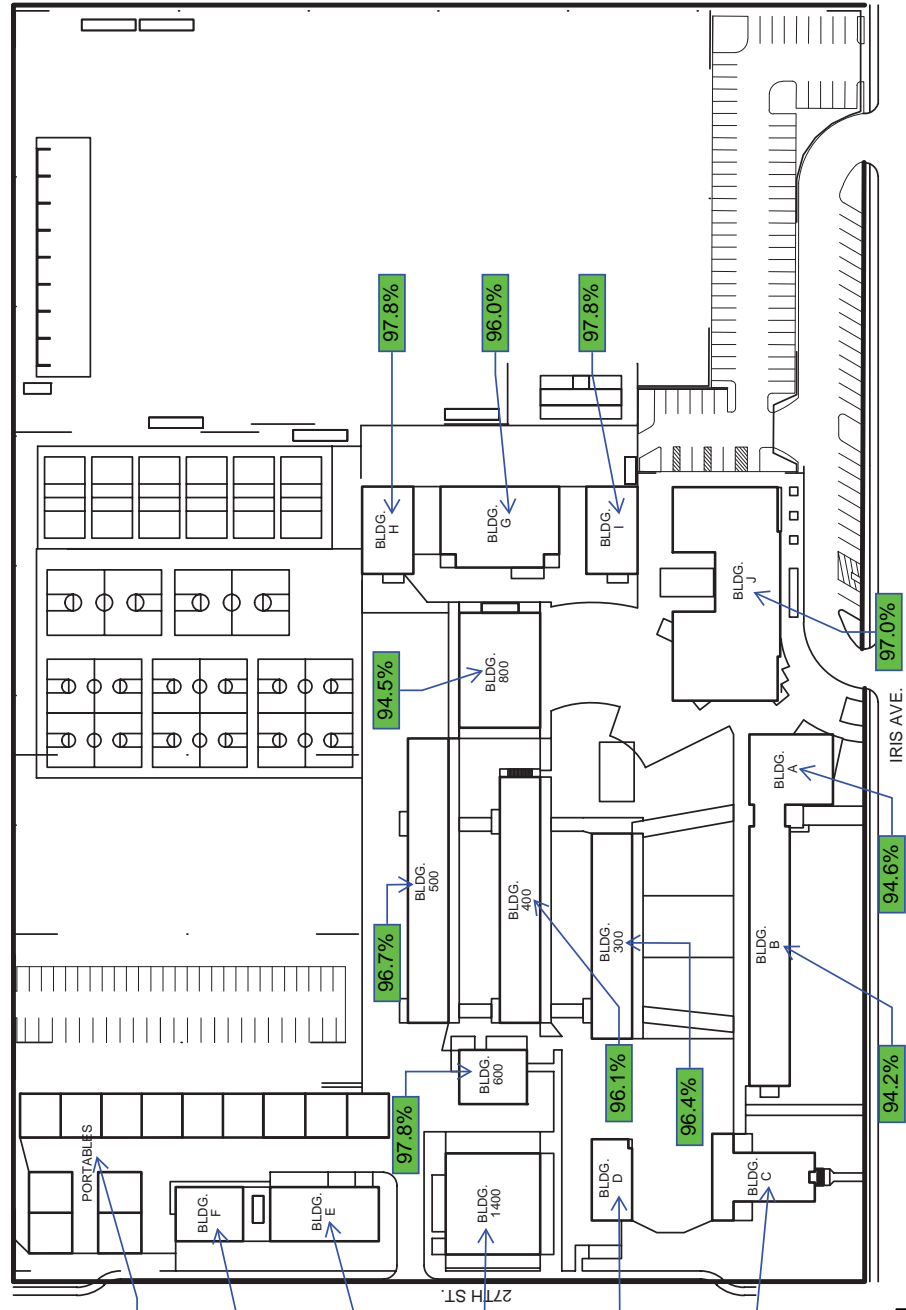 97.8%
BLDG.
H
96.0%
BLDG.
G
97.8%
BLDG.
I
BLDG.
J
97.0%
94.5%
BLDG.
800
BLDG.
500
96.7%
BLDG.
400
96.1%
BLDG.
300
96.4%
BLDG.
A
94.6%
BLDG.
B
94.2%
IRIS AVE.
BLDG.
600
97.8%
PORTABLES
BLDG.
F
BLDG.
E
BLDG.
1400
BLDG.
D
BLDG.
C
27TH ST.